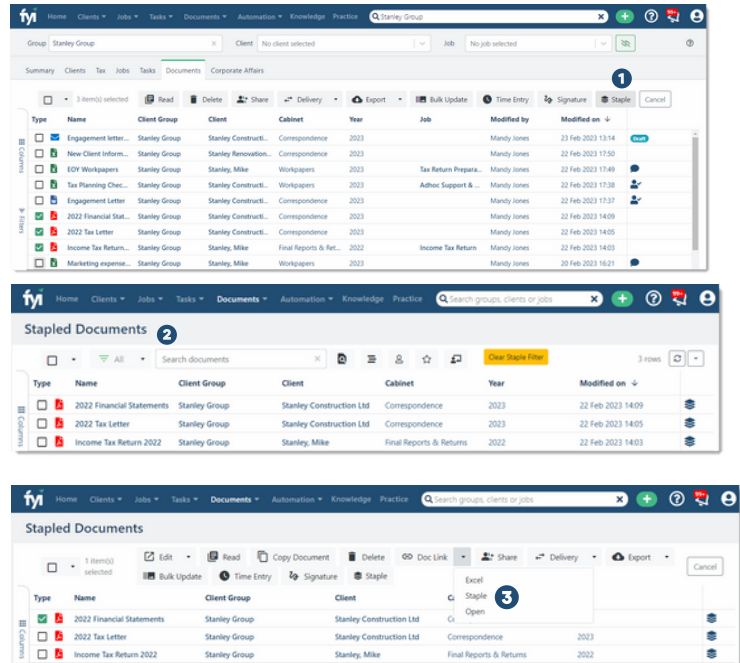 fyi Home Clients Jobs Tasks Documents Automation Knowledge Practice Stanley Group 99+
Group Stanley Group Client No client selected Job No job selected
Summary Clients Tax Jobs Tasks Documents Corporate Affairs
1
3 item(s) selected Read Delete Share Delivery Export Bulk Update Time Entry Signature Staple Cancel
Type Name Client Group Client Cabinet Year Job Modified by Modified on
Engagement letter... Stanley Group Stanley Constructi... Correspondence 2023 Mandy Jones 23 Feb 2023 13:14 Draft
New Client Inform... Stanley Group Stanley Renovation... Correspondence 2023 Mandy Jones 22 Feb 2023 17:50
EOY Workpapers Stanley Group Stanley, Mike Workpapers 2023 Tax Return Prepara... Mandy Jones 22 Feb 2023 17:49
Tax Planning Chec... Stanley Group Stanley Constructi... Workpapers 2023 Adhoc Support & ... Mandy Jones 22 Feb 2023 17:38
Engagement Letter Stanley Group Stanley Constructi... Correspondence 2023 Mandy Jones 22 Feb 2023 17:37
2022 Financial Stat... Stanley Group Stanley Constructi... Correspondence 2023 Mandy Jones 22 Feb 2023 14:09
2022 Tax Letter Stanley Group Stanley Constructi... Correspondence 2023 Mandy Jones 22 Feb 2023 14:05
Income Tax Return... Stanley Group Stanley, Mike Final Reports & Ret... 2022 Income Tax Return Mandy Jones 22 Feb 2023 14:03
Marketing expense... Stanley Group Stanley, Mike Workpapers 2023 Mandy Jones 20 Feb 2023 16:21
Columns
Filters
fyi Home Clients Jobs Tasks Documents Automation Knowledge Practice Search groups, clients or jobs 99+
Stapled Documents 2
All Search documents Clear Staple Filter 3 rows
Type Name Client Group Client Cabinet Year Modified on
2022 Financial Statements Stanley Group Stanley Construction Ltd Correspondence 2023 22 Feb 2023 14:09
2022 Tax Letter Stanley Group Stanley Construction Ltd Correspondence 2023 22 Feb 2023 14:05
Income Tax Return 2022 Stanley Group Stanley, Mike Final Reports & Returns 2022 22 Feb 2023 14:03
Columns
fyi Home Clients Jobs Tasks Documents Automation Knowledge Practice Search groups, clients or jobs 99+
Stapled Documents
1 item(s) selected Edit Read Copy Document Delete Doc Link Share Delivery Export Cancel
Bulk Update Time Entry Signature Staple
Excel
Staple 3
Open
Type Name Client Group Client
2022 Financial Statements Stanley Group Stanley Construction Ltd
2022 Tax Letter Stanley Group Stanley Construction Ltd Correspondence 2023
Income Tax Return 2022 Stanley Group Stanley, Mike Final Reports & Returns 2022
Columns